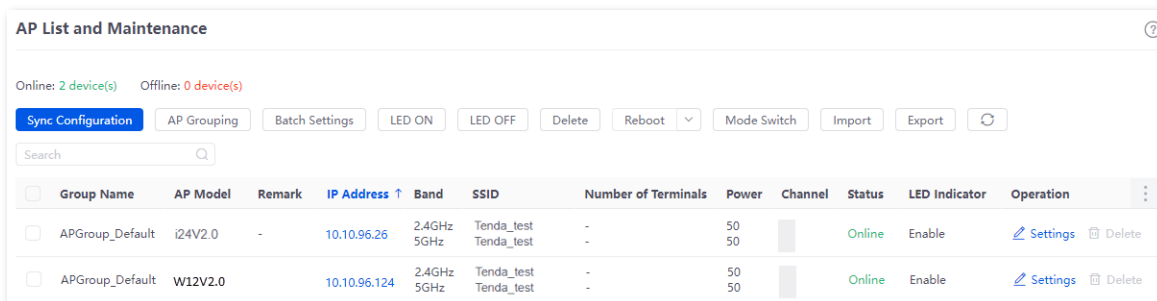 AP List and Maintenance
Online: 2 device(s) Offline: 0 device(s)
Sync Configuration AP Grouping Batch Settings LED ON LED OFF Delete Reboot Mode Switch Import Export
Search
Group Name AP Model Remark IP Address ↑ Band SSID Number of Terminals Power Channel Status LED Indicator Operation
APGroup_Default i24V2.0 - 10.10.96.26 2.4GHz Tenda_test - 50 Online Enable Settings Delete
5GHz Tenda_test - 50
APGroup_Default W12V2.0 10.10.96.124 2.4GHz Tenda_test - 50 Online Enable Settings Delete
5GHz Tenda_test - 50